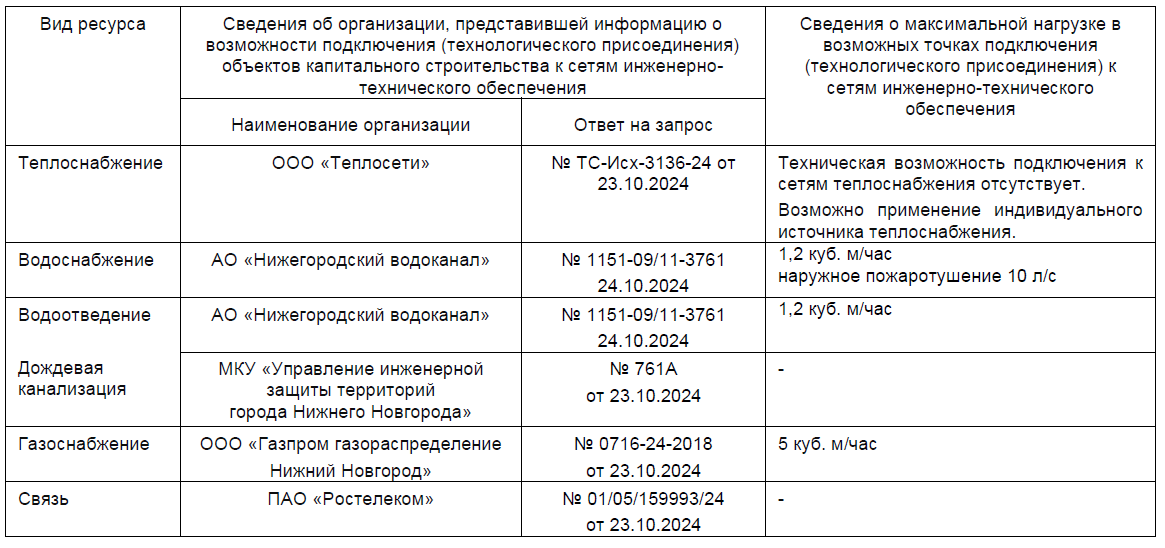 Вид ресурса
Сведения об организации, представившей информацию о
возможности подключения (технологического присоединения)
объектов капитального строительства к сетям инженерно-
технического обеспечения
Сведения о максимальной нагрузке в
возможных точках подключения
(технологического присоединения) к
сетям инженерно-технического
обеспечения
Наименование организации
Ответ на запрос
Теплоснабжение
ООО «Теплосети»
№ ТС-Исх-3136-24 от
23.10.2024
Техническая возможность подключения к
сетям теплоснабжения отсутствует.
Возможно применение индивидуального
источника теплоснабжения.
Водоснабжение
АО «Нижегородский водоканал»
№ 1151-09/11-3761
24.10.2024
1,2 куб. м/час
наружное пожаротушение 10 л/с
Водоотведение
АО «Нижегородский водоканал»
№ 1151-09/11-3761
24.10.2024
1,2 куб. м/час
Дождевая
канализация
МКУ «Управление инженерной
защиты территорий
города Нижнего Новгорода»
№ 761А
от 23.10.2024
-
Газоснабжение
ООО «Газпром газораспределение
Нижний Новгород»
№ 0716-24-2018
от 23.10.2024
5 куб. м/час
Связь
ПАО «Ростелеком»
№ 01/05/159993/24
от 23.10.2024
-